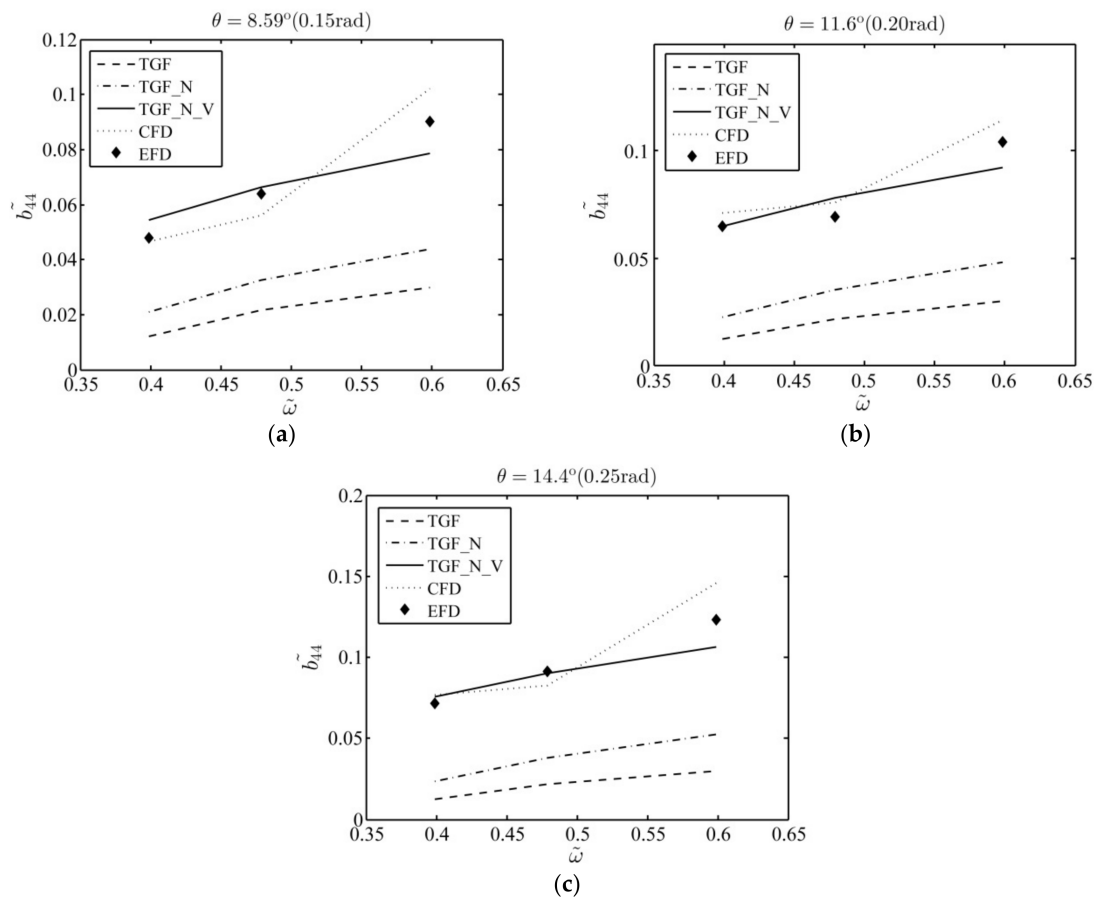 θ = 8.59º(0.15rad)
0.12
0.1
0.08
0.06
0.04
0.02
0
b̃₄₄
TGF
TGF_N
TGF_N_V
CFD
EFD
0.35 0.4 0.45 0.5 0.55 0.6 0.65
ω̃
(a)
θ = 11.6º(0.20rad)
0.1
0.05
0
b̃₄₄
TGF
TGF_N
TGF_N_V
CFD
EFD
0.35 0.4 0.45 0.5 0.55 0.6 0.65
ω̃
(b)
θ = 14.4º(0.25rad)
0.2
0.15
0.1
0.05
0
b̃₄₄
TGF
TGF_N
TGF_N_V
CFD
EFD
0.35 0.4 0.45 0.5 0.55 0.6 0.65
ω̃
(c)